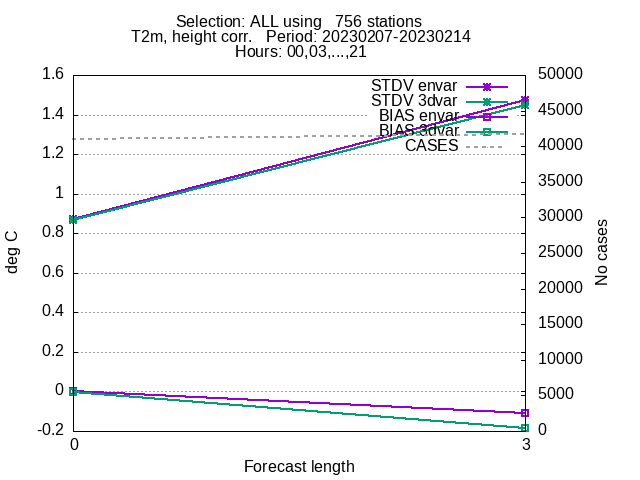 Selection: ALL using   756 stations
T2m, height corr.   Period: 20230207-20230214
Hours: 00,03,...,21
1.6
1.4
1.2
1
0.8
0.6
0.4
0.2
0
-0.2
deg C
50000
45000
40000
35000
30000
25000
20000
15000
10000
5000
0
No cases
STDV envar
STDV 3dvar
BIAS envar
BIAS 3dvar
CASES
0
3
Forecast length